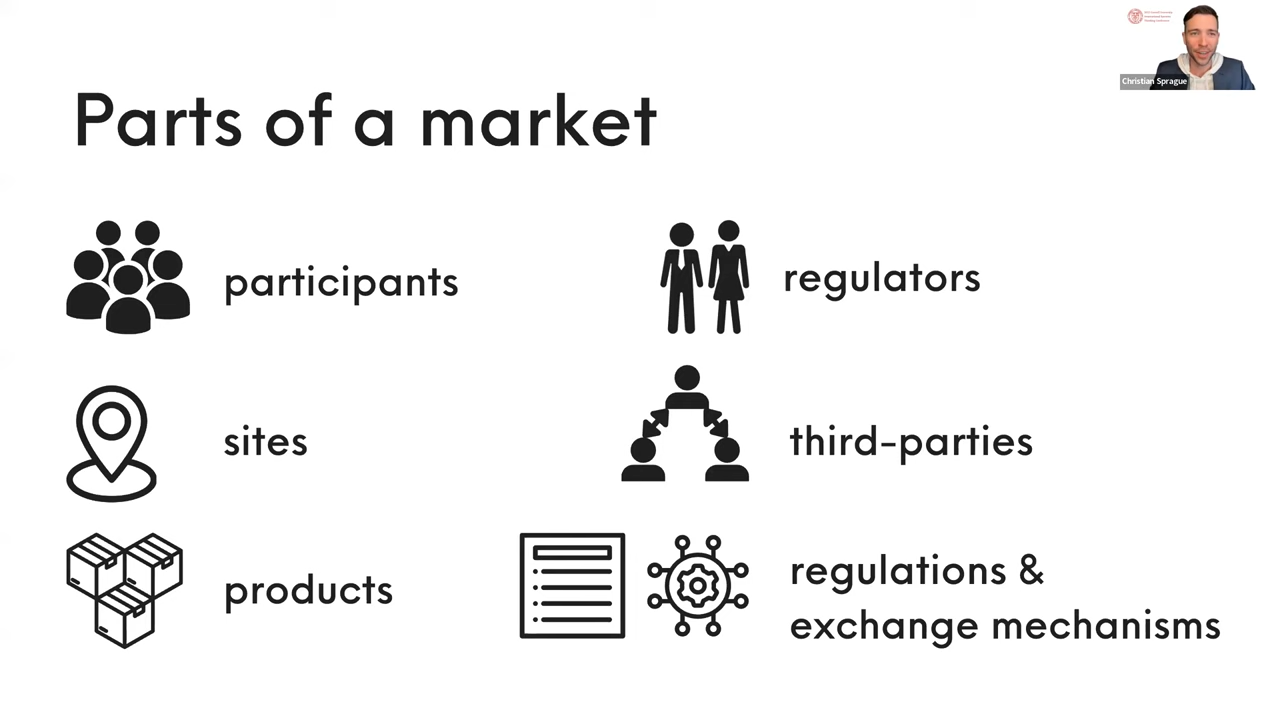 Christian Sprague
Parts of a market
participants
regulators
sites
third-parties
products
regulations &
exchange mechanisms